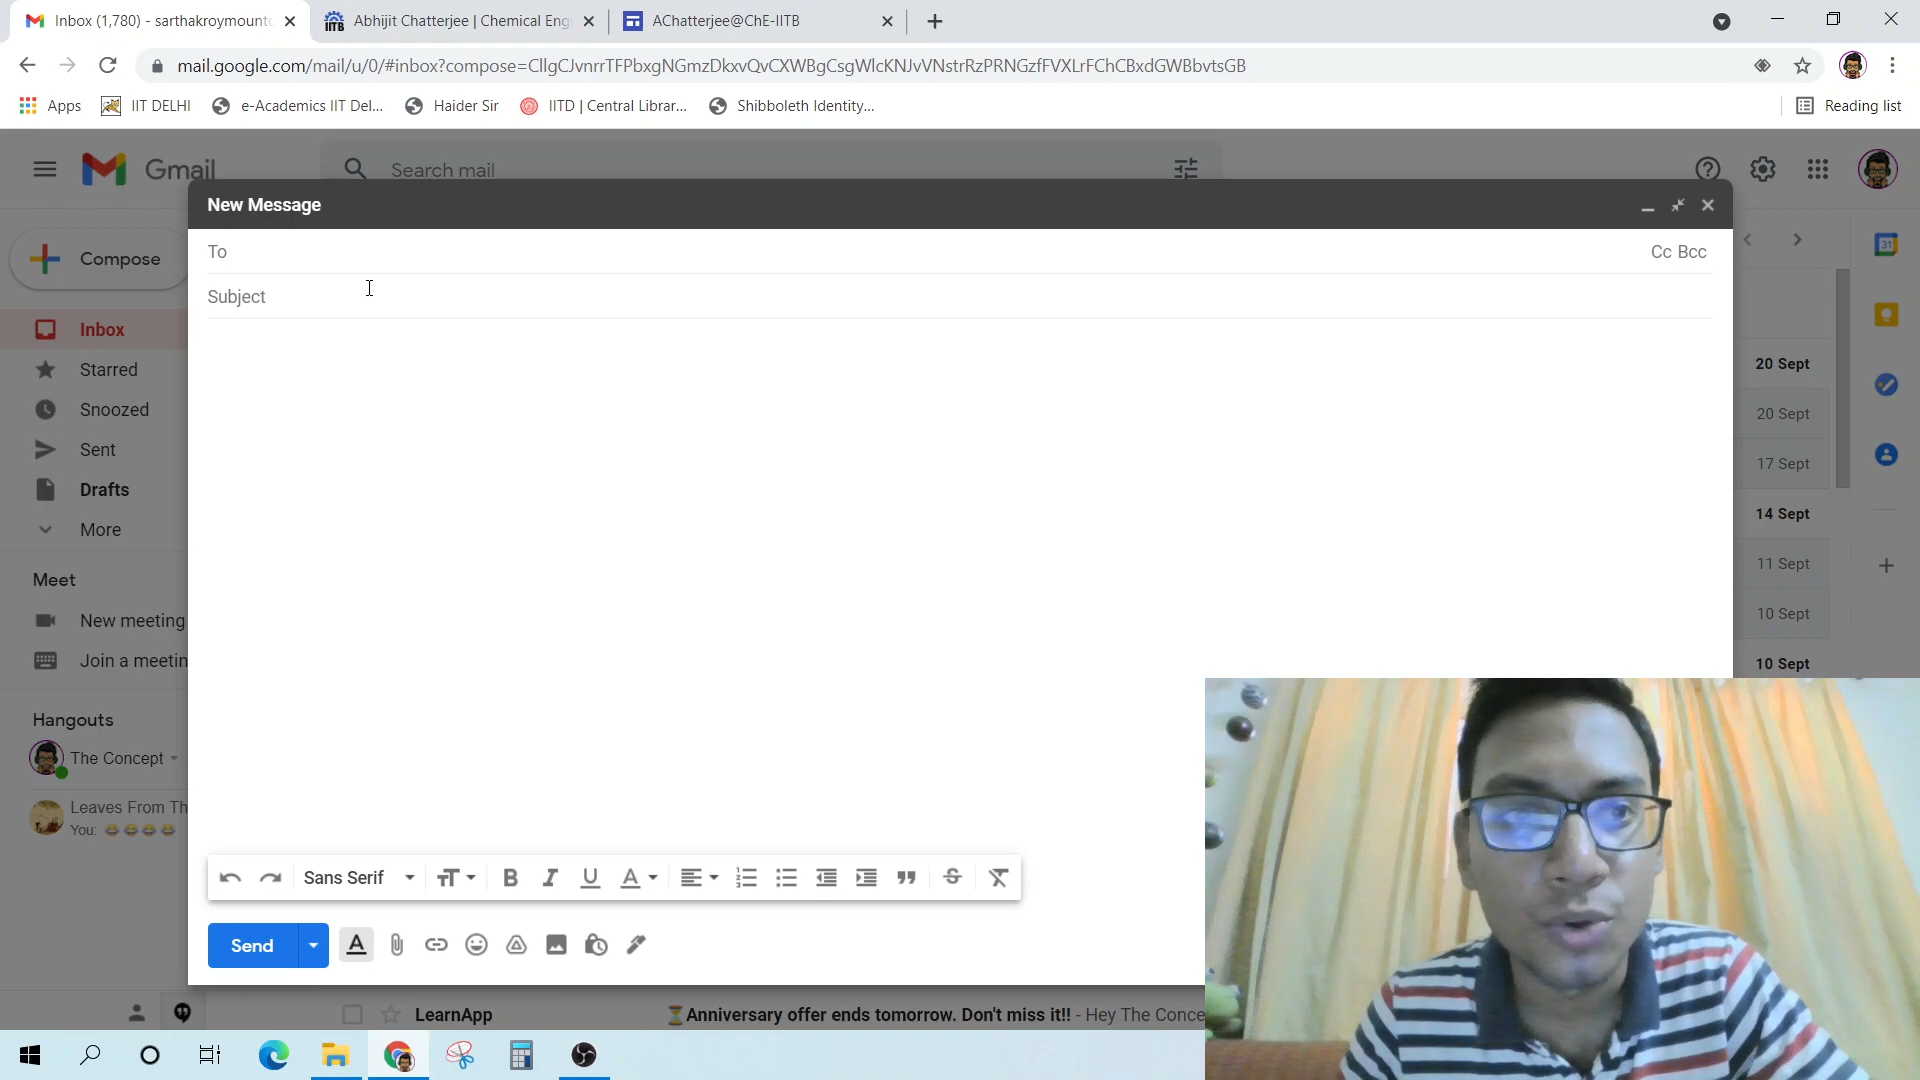 Inbox (1,780) - sarthakroymount
Abhijit Chatterjee | Chemical Eng
AChatterjee@ChE-IITB
mail.google.com/mail/u/0/#inbox?compose=CllgCJvnrrTFPbxgNGmzDkxvQvCXWBgCsgWlcKNJvVNstrRzPRNGzfFVXLrFChCBxdGWBbvtsGB
Apps
IIT DELHI
e-Academics IIT Del...
Haider Sir
IITD | Central Librar...
Shibboleth Identity...
Reading list
Gmail
Search mail
New Message
To
Cc Bcc
Subject
Compose
Inbox
Starred
Snoozed
Sent
Drafts
More
Meet
New meeting
Join a meetin
Hangouts
The Concept
Leaves From Th
You:
31
20 Sept
20 Sept
17 Sept
14 Sept
11 Sept
10 Sept
10 Sept
Sans Serif
Send
LearnApp
Anniversary offer ends tomorrow. Don't miss it!! - Hey The Conce